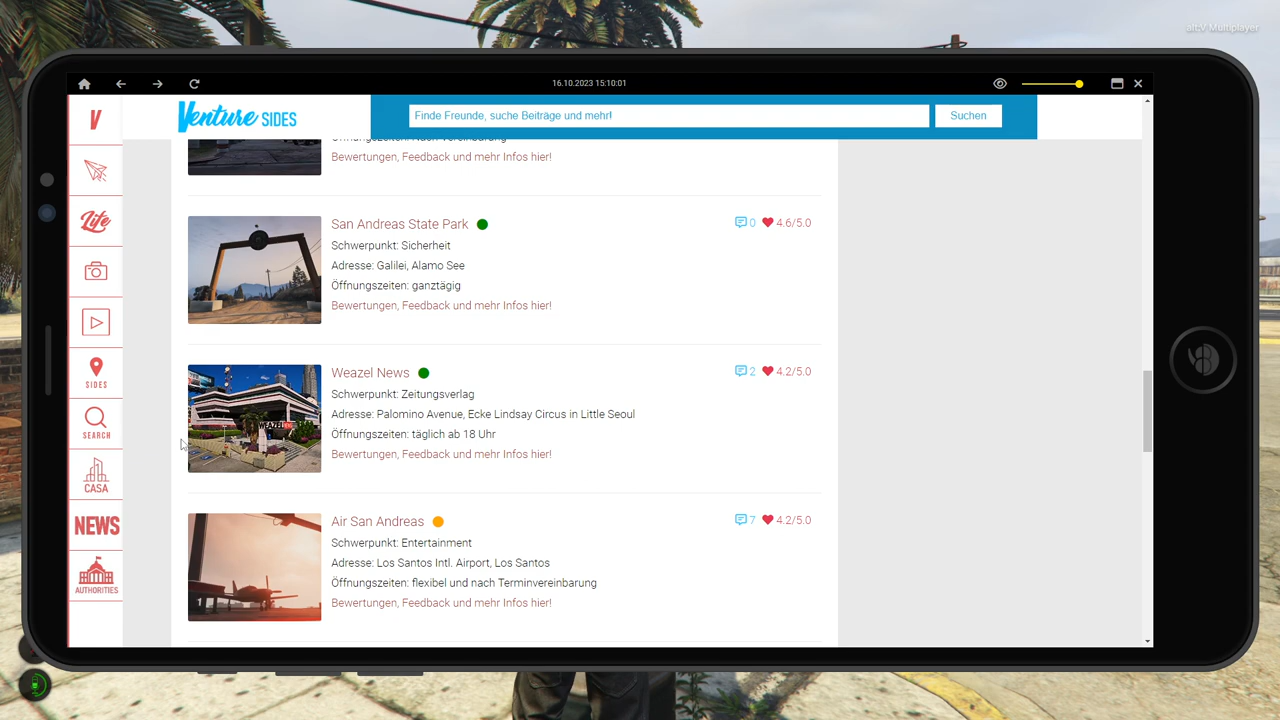 alt:V Multiplayer
16.10.2023 15:10:01
V
Venture SIDES
Finde Freunde, suche Beiträge und mehr!
Suchen
Bewertungen, Feedback und mehr Infos hier!
Life
San Andreas State Park
0 4.6/5.0
Schwerpunkt: Sicherheit
Adresse: Galilei, Alamo See
Öffnungszeiten: ganztägig
Bewertungen, Feedback und mehr Infos hier!
SIDES
Weazel News
2 4.2/5.0
Schwerpunkt: Zeitungsverlag
Adresse: Palomino Avenue, Ecke Lindsay Circus in Little Seoul
Öffnungszeiten: täglich ab 18 Uhr
Bewertungen, Feedback und mehr Infos hier!
SEARCH
CASA
NEWS
Air San Andreas
7 4.2/5.0
Schwerpunkt: Entertainment
Adresse: Los Santos Intl. Airport, Los Santos
Öffnungszeiten: flexibel und nach Terminvereinbarung
Bewertungen, Feedback und mehr Infos hier!
AUTHORITIES